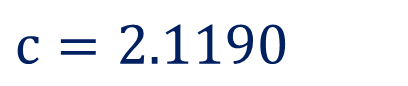 c = 2.1190